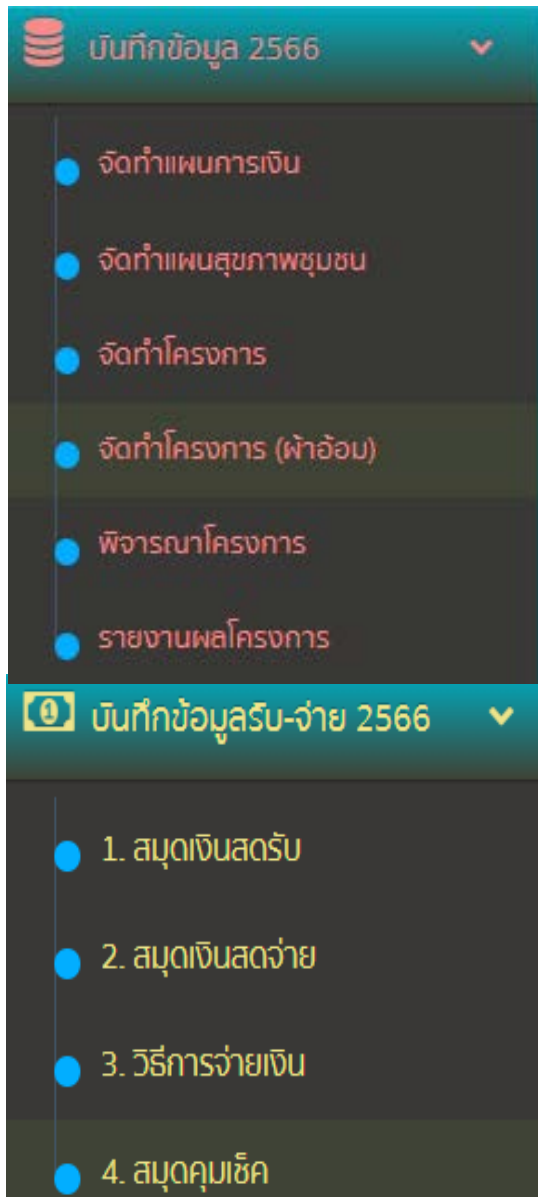 บันทึกข้อมูล 2566
จัดทำแผนการเงิน
จัดทำแผนสุขภาพชุมชน
จัดทำโครงการ
จัดทำโครงการ (ผ้าอ้อม)
พิจารณาโครงการ
รายงานผลโครงการ
บันทึกข้อมูลรับ-จ่าย 2566
1. สมุดเงินสดรับ
2. สมุดเงินสดจ่าย
3. วิธีการจ่ายเงิน
4. สมุดคุมเช็ค